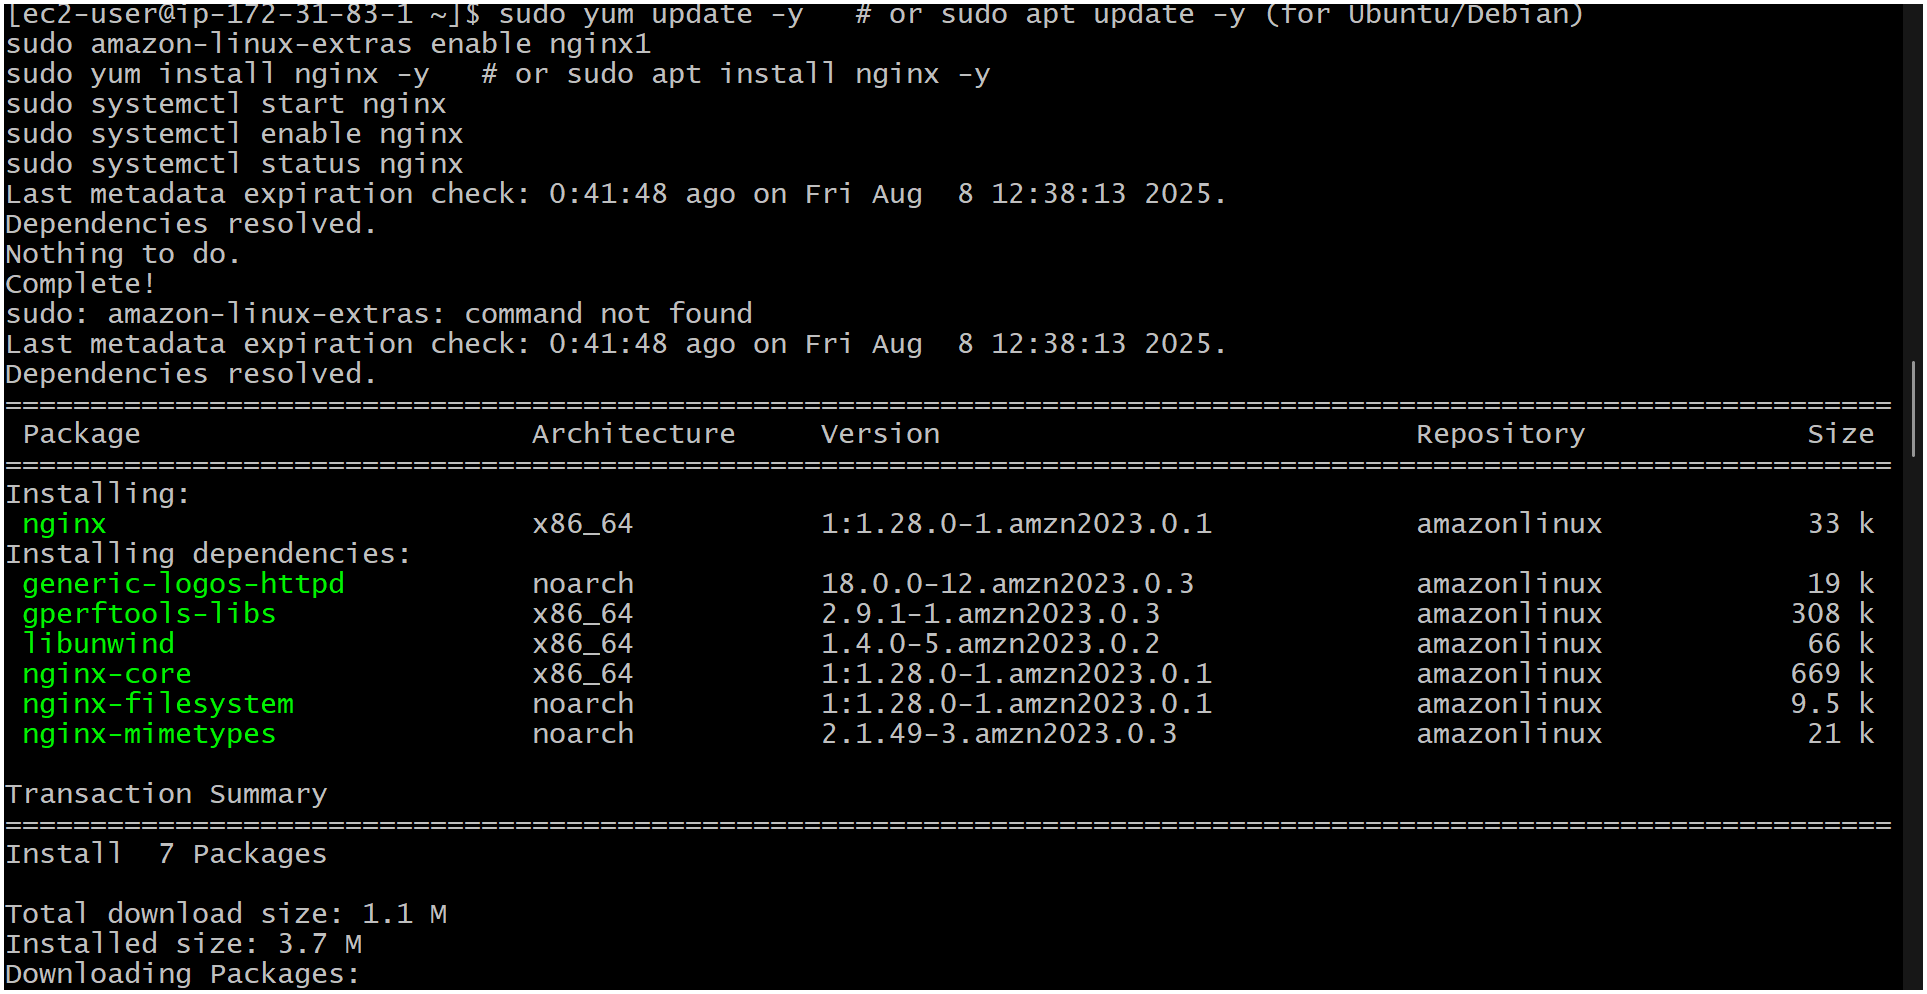 [ec2-user@ip-172-31-83-1 ~]$ sudo yum update -y   # or sudo apt update -y (for Ubuntu/Debian)
sudo amazon-linux-extras enable nginx1
sudo yum install nginx -y   # or sudo apt install nginx -y
sudo systemctl start nginx
sudo systemctl enable nginx
sudo systemctl status nginx
Last metadata expiration check: 0:41:48 ago on Fri Aug  8 12:38:13 2025.
Dependencies resolved.
Nothing to do.
Complete!
sudo: amazon-linux-extras: command not found
Last metadata expiration check: 0:41:48 ago on Fri Aug  8 12:38:13 2025.
Dependencies resolved.
===============================================================================================================
 Package                       Architecture     Version                            Repository             Size
===============================================================================================================
Installing:
 nginx                         x86_64           1:1.28.0-1.amzn2023.0.1            amazonlinux            33 k
Installing dependencies:
 generic-logos-httpd           noarch           18.0.0-12.amzn2023.0.3             amazonlinux            19 k
 gperftools-libs               x86_64           2.9.1-1.amzn2023.0.3               amazonlinux           308 k
 libunwind                     x86_64           1.4.0-5.amzn2023.0.2               amazonlinux            66 k
 nginx-core                    x86_64           1:1.28.0-1.amzn2023.0.1            amazonlinux           669 k
 nginx-filesystem              noarch           1:1.28.0-1.amzn2023.0.1            amazonlinux           9.5 k
 nginx-mimetypes               noarch           2.1.49-3.amzn2023.0.3              amazonlinux            21 k

Transaction Summary
===============================================================================================================
Install  7 Packages

Total download size: 1.1 M
Installed size: 3.7 M
Downloading Packages: